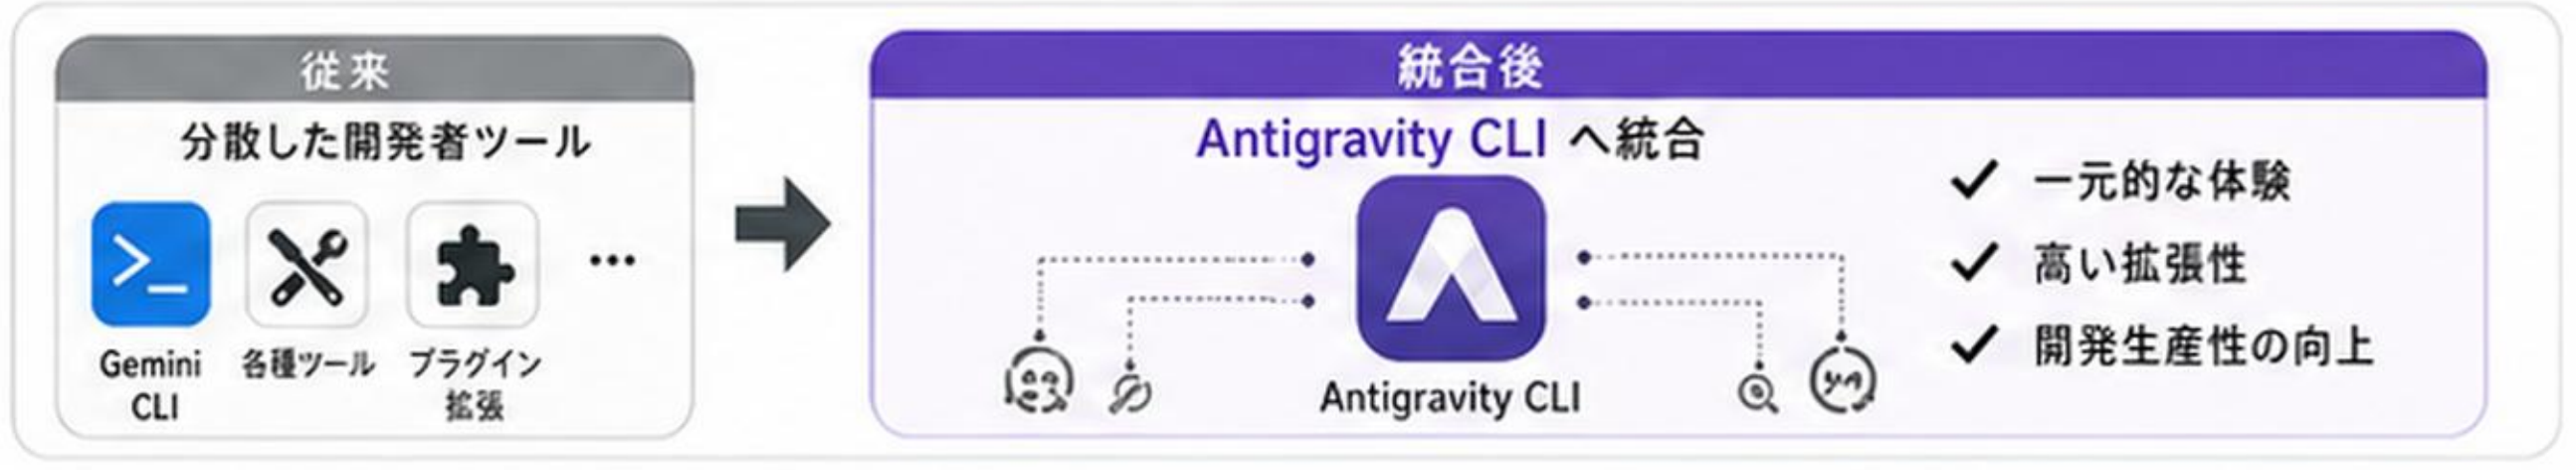 従来
分散した開発者ツール
Gemini
CLI
各種ツール
プラグイン
拡張
...
統合後
Antigravity CLI へ統合
Antigravity CLI
一元的な体験
高い拡張性
開発生産性の向上